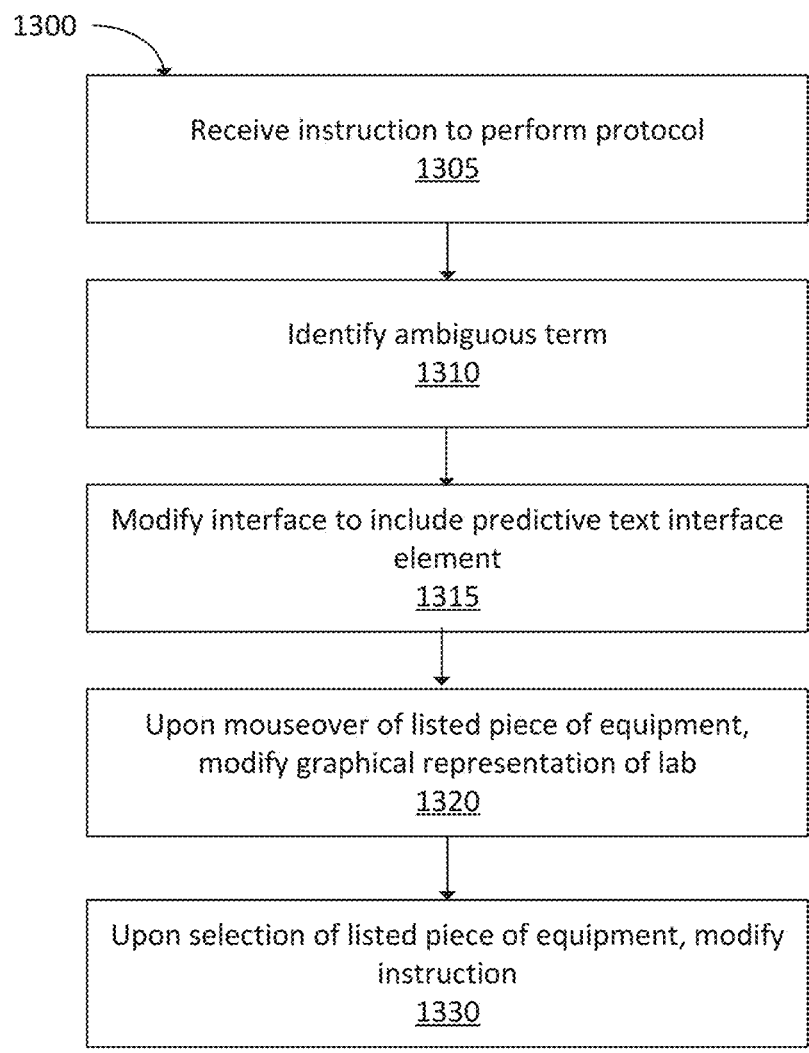 1300
Receive instruction to perform protocol
1305
Identify ambiguous term
1310
Modify interface to include predictive text interface
element
1315
Upon mouseover of listed piece of equipment,
modify graphical representation of lab
1320
Upon selection of listed piece of equipment, modify
instruction
1330